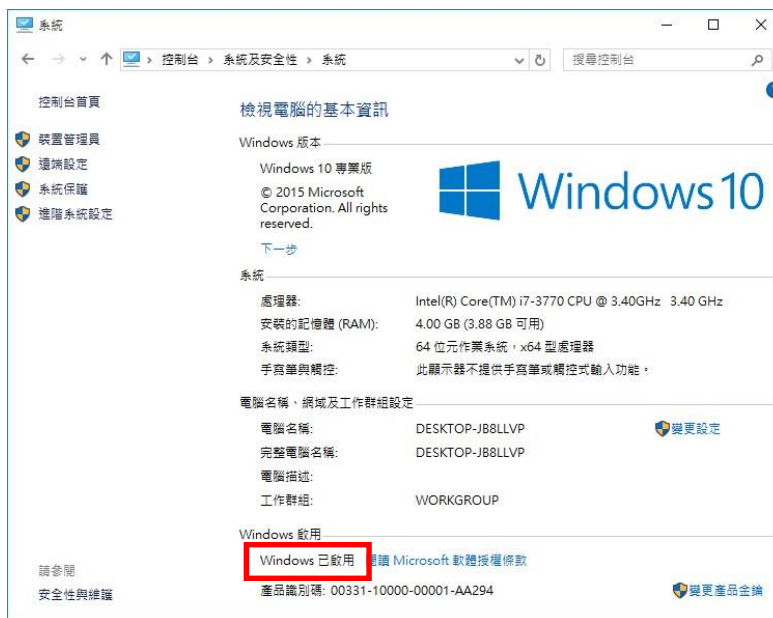 系統
控制台 › 系統及安全性 › 系統
搜尋控制台
控制台首頁
裝置管理員
遠端設定
系統保護
進階系統設定
請參閱
安全性與維護
檢視電腦的基本資訊
Windows 版本
Windows 10 專業版
© 2015 Microsoft
Corporation. All rights
reserved.
下一步
Windows 10
系統
處理器: Intel(R) Core(TM) i7-3770 CPU @ 3.40GHz 3.40 GHz
安裝的記憶體 (RAM): 4.00 GB (3.88 GB 可用)
系統類型: 64 位元作業系統，x64 型處理器
手寫筆與觸控: 此顯示器不提供手寫筆或觸控式輸入功能。
電腦名稱、網域及工作群組設定
電腦名稱: DESKTOP-JB8LLVP 變更設定
完整電腦名稱: DESKTOP-JB8LLVP
電腦描述:
工作群組: WORKGROUP
Windows 啟用
Windows 已啟用 讀 Microsoft 軟體授權條款
產品識別碼: 00331-10000-00001-AA294 變更產品金鑰